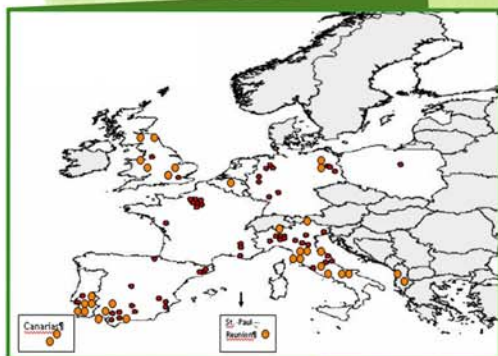 Canarias¶
St. Paul –
Reunion¶